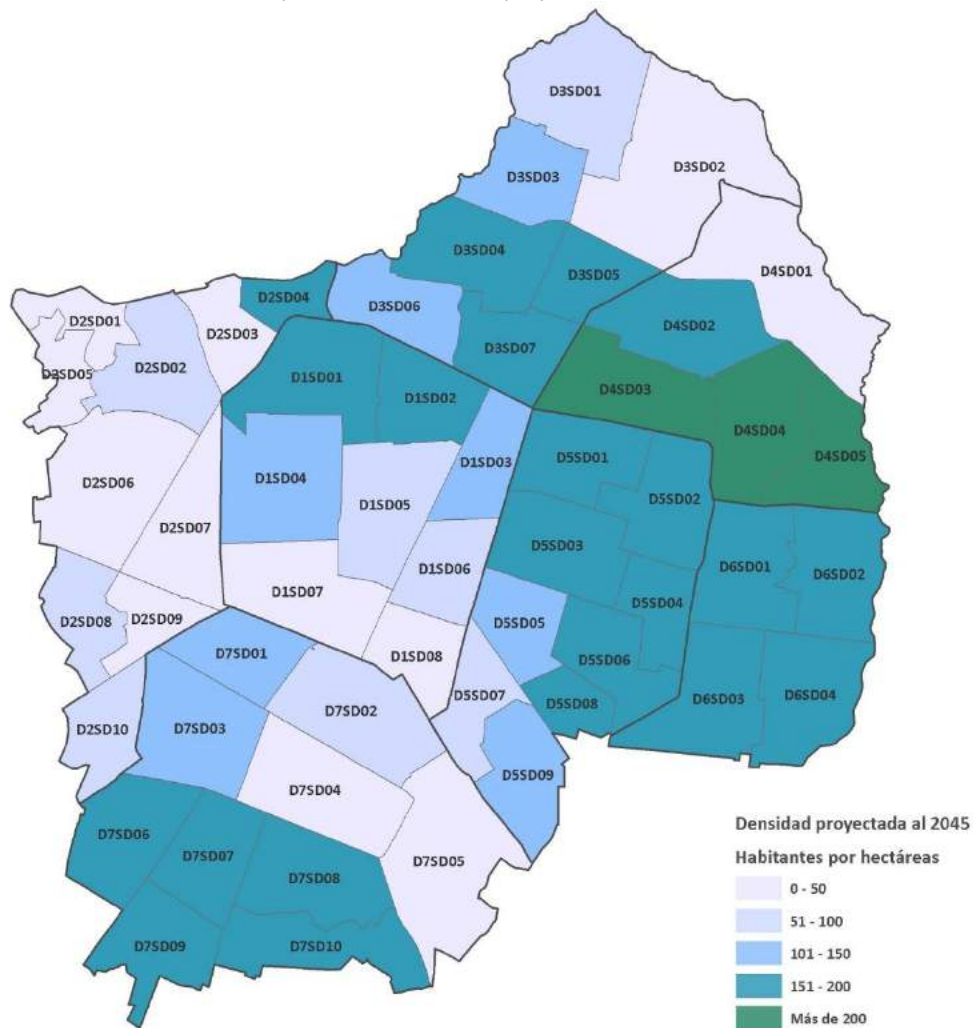 D3SD01
D3SD02
D3SD03
D3SD04
D3SD05
D4SD01
D2SD04
D3SD06
D2SD01
D2SD03
D4SD02
D3SD07
D2SD05
D2SD02
D1SD01
D4SD03
D1SD02
D4SD04
D4SD05
D1SD03
D5SD01
D2SD06
D1SD04
D5SD02
D1SD05
D2SD07
D5SD03
D6SD01
D1SD06
D6SD02
D1SD07
D5SD04
D2SD08
D2SD09
D5SD05
D7SD01
D1SD08
D5SD06
D5SD07
D6SD03
D6SD04
D7SD02
D5SD08
D2SD10
D7SD03
D5SD09
D7SD04
D7SD06
D7SD05
D7SD07
D7SD08
D7SD09
D7SD10
Densidad proyectada al 2045
Habitantes por hectáreas
0 - 50
51 - 100
101 - 150
151 - 200
Más de 200